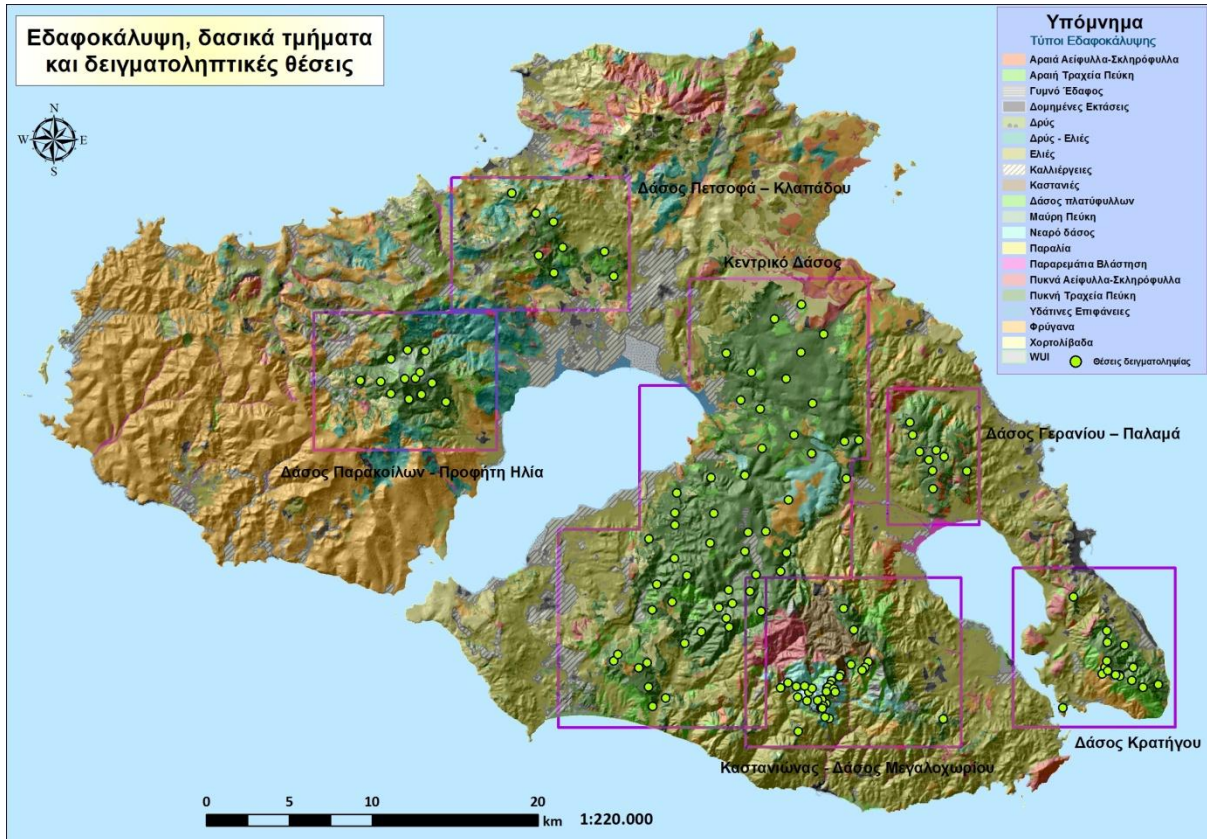 Εδαφοκάλυψη, δασικά τμήματα
και δειγματοληπτικές θέσεις
N
W
E
S
Υπόμνημα
Τύποι Εδαφοκάλυψης
Αραιά Αείφυλλα-Σκληρόφυλλα
Αραιή Τραχεία Πεύκη
Γυμνό Έδαφος
Δομημένες Εκτάσεις
Δρύς
Δρύς - Ελιές
Ελιές
Καλλιέργειες
Καστανιές
Δάσος πλατύφυλλων
Μαύρη Πεύκη
Νεαρό δάσος
Παραλία
Παραρεμάτια Βλάστηση
Πυκνά Αείφυλλα-Σκληρόφυλλα
Πυκνή Τραχεία Πεύκη
Υδάτινες Επιφάνειες
Φρύγανα
Χορτολίβαδα
WUI
Θέσεις δειγματοληψίας
Δάσος Πετσοφά – Κλαπάδου
Κεντρικό Δάσος
Δάσος Γερανίου – Παλαμά
Δάσος Παρακοίλων - Προφήτη Ηλία
Δάσος Κρατήγου
Καστανιώνας - Δάσος Μεγαλοχωρίου
0 5 10 20
km
1:220.000